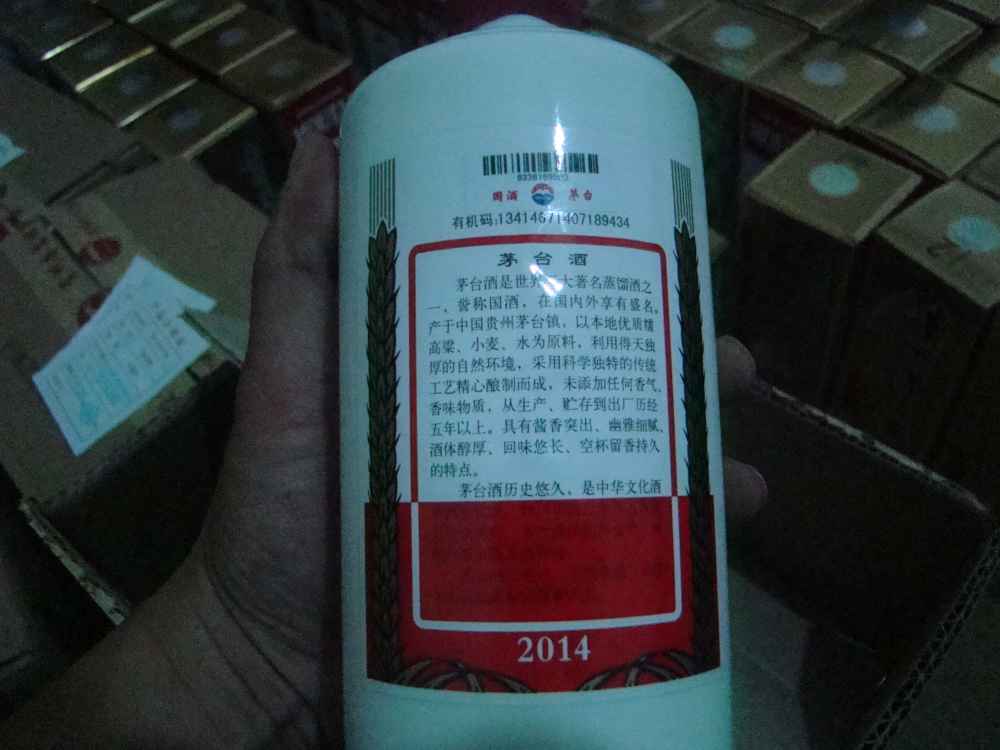 国酒 茅台
有机码:13414671407189434
茅台酒
茅台酒是世界 大著名蒸馏酒之
一、誉称国酒，在国内外享有盛名。
产于中国贵州茅台镇，以本地优质糯
高粱、小麦、水为原料，利用得天独
厚的自然环境，采用科学独特的传统
工艺精心酿制而成，未添加任何香气、
香味物质，从生产、贮存到出厂历经
五年以上。具有酱香突出、幽雅细腻、
酒体醇厚、回味悠长、空杯留香持久
的特点。
茅台酒历史悠久，是中华文化酒
2014